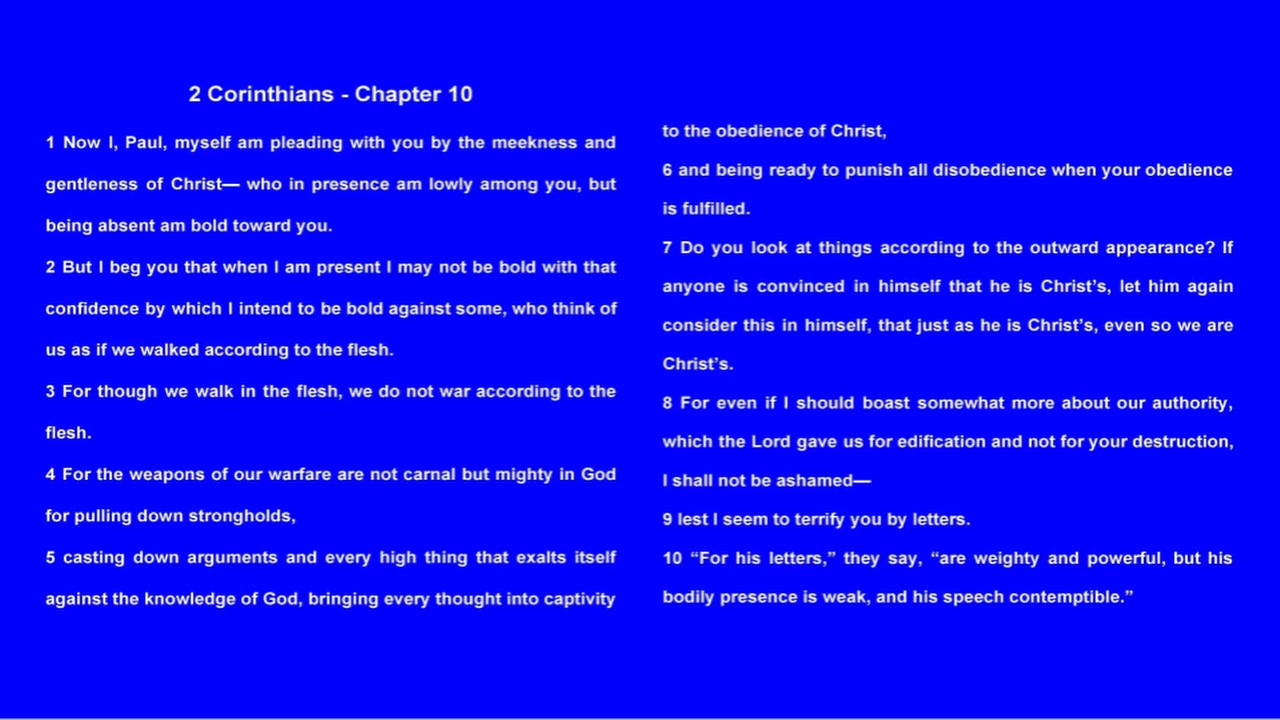 2 Corinthians - Chapter 10
1 Now I, Paul, myself am pleading with you by the meekness and
gentleness of Christ— who in presence am lowly among you, but
being absent am bold toward you.
2 But I beg you that when I am present I may not be bold with that
confidence by which I intend to be bold against some, who think of
us as if we walked according to the flesh.
3 For though we walk in the flesh, we do not war according to the
flesh.
4 For the weapons of our warfare are not carnal but mighty in God
for pulling down strongholds,
5 casting down arguments and every high thing that exalts itself
against the knowledge of God, bringing every thought into captivity
to the obedience of Christ,
6 and being ready to punish all disobedience when your obedience
is fulfilled.
7 Do you look at things according to the outward appearance? If
anyone is convinced in himself that he is Christ’s, let him again
consider this in himself, that just as he is Christ’s, even so we are
Christ’s.
8 For even if I should boast somewhat more about our authority,
which the Lord gave us for edification and not for your destruction,
I shall not be ashamed—
9 lest I seem to terrify you by letters.
10 “For his letters,” they say, “are weighty and powerful, but his
bodily presence is weak, and his speech contemptible.”